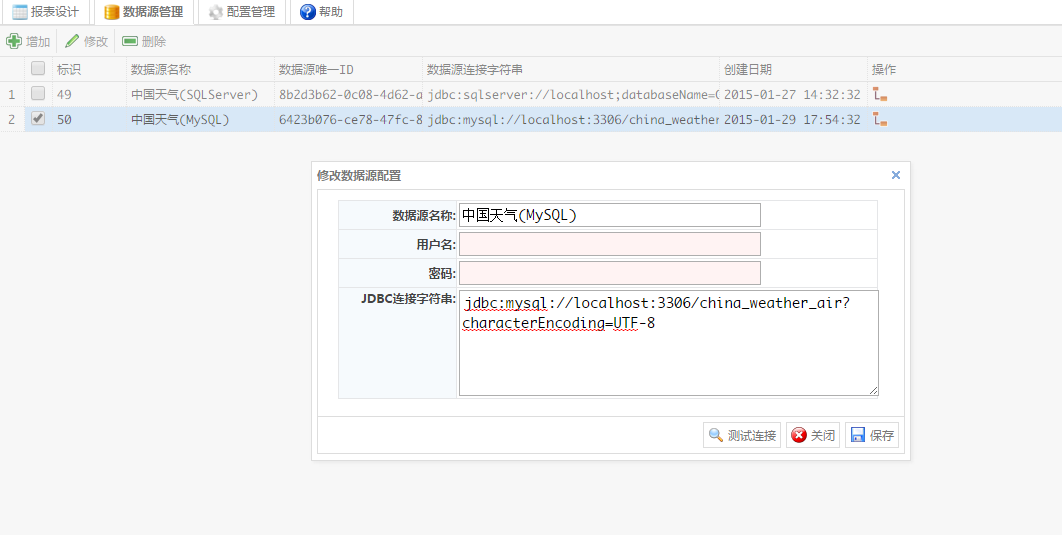 报表设计 数据源管理 配置管理 帮助
增加 修改 删除
标识 数据源名称 数据源唯一ID 数据源连接字符串 创建日期 操作
1 49 中国天气(SQLServer) 8b2d3b62-0c08-4d62-a jdbc:sqlserver://localhost;databaseName= 2015-01-27 14:32:32
2 50 中国天气(MySQL) 6423b076-ce78-47fc-8 jdbc:mysql://localhost:3306/china_weather 2015-01-29 17:54:32
修改数据源配置
数据源名称: 中国天气(MySQL)
用户名:
密码:
JDBC连接字符串: jdbc:mysql://localhost:3306/china_weather_air?
characterEncoding=UTF-8
测试连接 关闭 保存